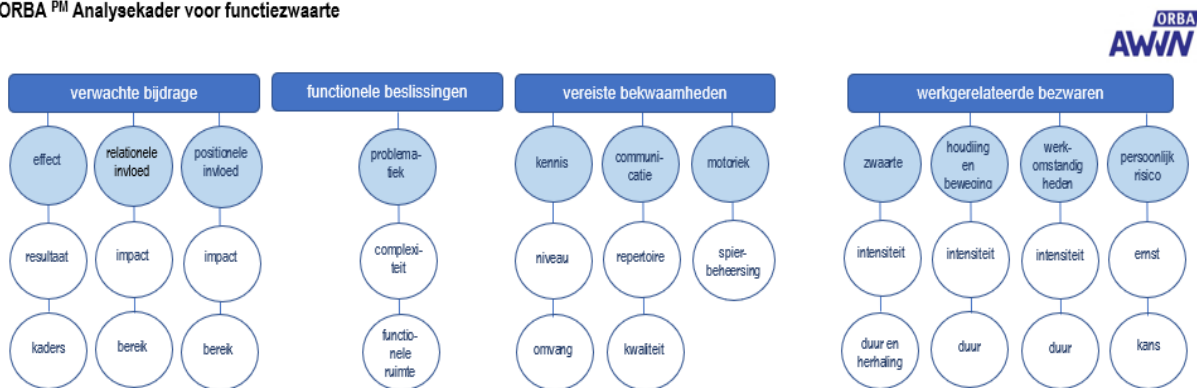 ORBA PM Analysekader voor functiezwaarte
ORBA
AWVN
verwachte bijdrage
functionele beslissingen
vereiste bekwaamheden
werkgerelateerde bezwaren
effect
relationele
invloed
positionele
invloed
problema-
tiek
kennis
communi-
catie
motoriek
zwaarte
houding
en
beweging
werk-
omstandig
heden
persoonlijk
risico
resultaat
impact
impact
complexi-
teit
niveau
repertoire
spier-
beheersing
intensiteit
intensiteit
intensiteit
ernst
kaders
bereik
bereik
functio-
nele
ruimte
omvang
kwaliteit
duur en
herhaling
duur
duur
kans